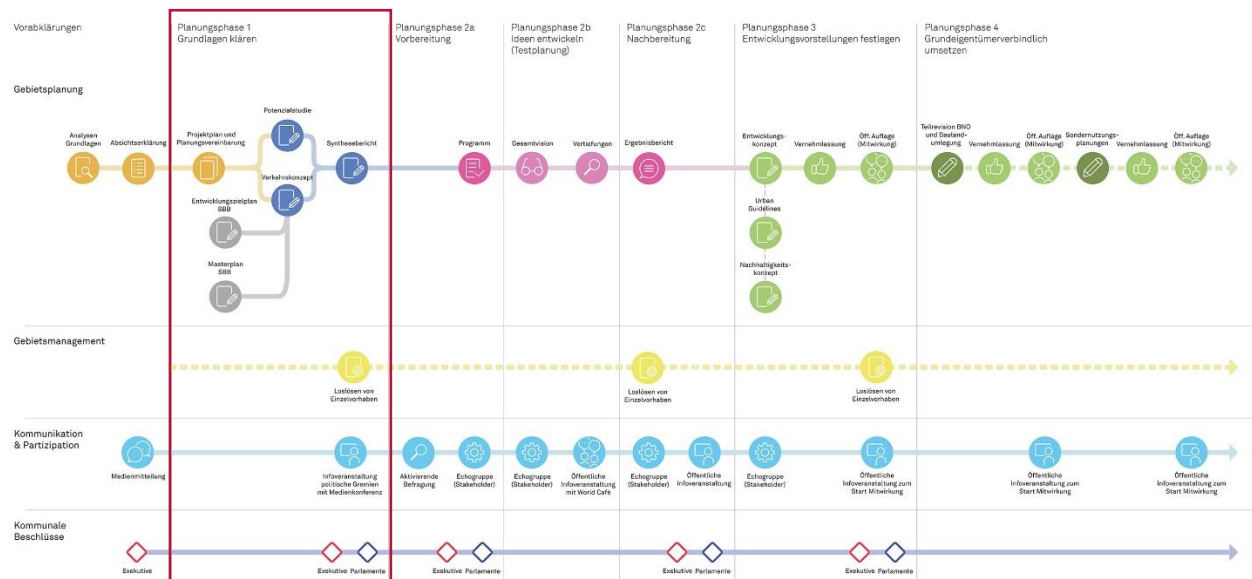 Vorabklärungen
Planungsphase 1
Grundlagen klären
Planungsphase 2a
Vorbereitung
Planungsphase 2b
Ideen entwickeln
(Testplanung)
Planungsphase 2c
Nachbereitung
Planungsphase 3
Entwicklungsvorstellungen festlegen
Planungsphase 4
Grundeigentümerverbindlich
umsetzen
Gebietsplanung
Analysen
Grundlagen
Absichtserklärung
Projektplan und
Planungsvereinbarung
Potenzialstudie
Verkehrskonzept
Synthesebericht
Entwicklungszielplan
SBB
Masterplan
SBB
Programm
Gesamtvision
Vertiefungen
Ergebnisbericht
Entwicklungs-
konzept
Vernehmlassung
Öff. Auflage
(Mitwirkung)
Urban
Guidelines
Nachhaltigkeits-
konzept
Teilrevision BNO
und Bauland-
umlegung
Vernehmlassung
Öff. Auflage
(Mitwirkung)
Sondernutzungs-
planungen
Vernehmlassung
Öff. Auflage
(Mitwirkung)
Gebietsmanagement
Loslösen von
Einzelvorhaben
Loslösen von
Einzelvorhaben
Loslösen von
Einzelvorhaben
Kommunikation
& Partizipation
Medienmitteilung
Infoveranstaltung
politische Gremien
mit Medienkonferenz
Aktivierende
Befragung
Echogruppe
(Stakeholder)
Echogruppe
(Stakeholder)
Öffentliche
Infoveranstaltung
mit World Café
Echogruppe
(Stakeholder)
Öffentliche
Infoveranstaltung
Echogruppe
(Stakeholder)
Öffentliche
Infoveranstaltung zum
Start Mitwirkung
Öffentliche
Infoveranstaltung zum
Start Mitwirkung
Öffentliche
Infoveranstaltung zum
Start Mitwirkung
Kommunale
Beschlüsse
Exekutive
Exekutive Parlamente
Exekutive Parlamente
Exekutive Parlamente
Exekutive Parlamente